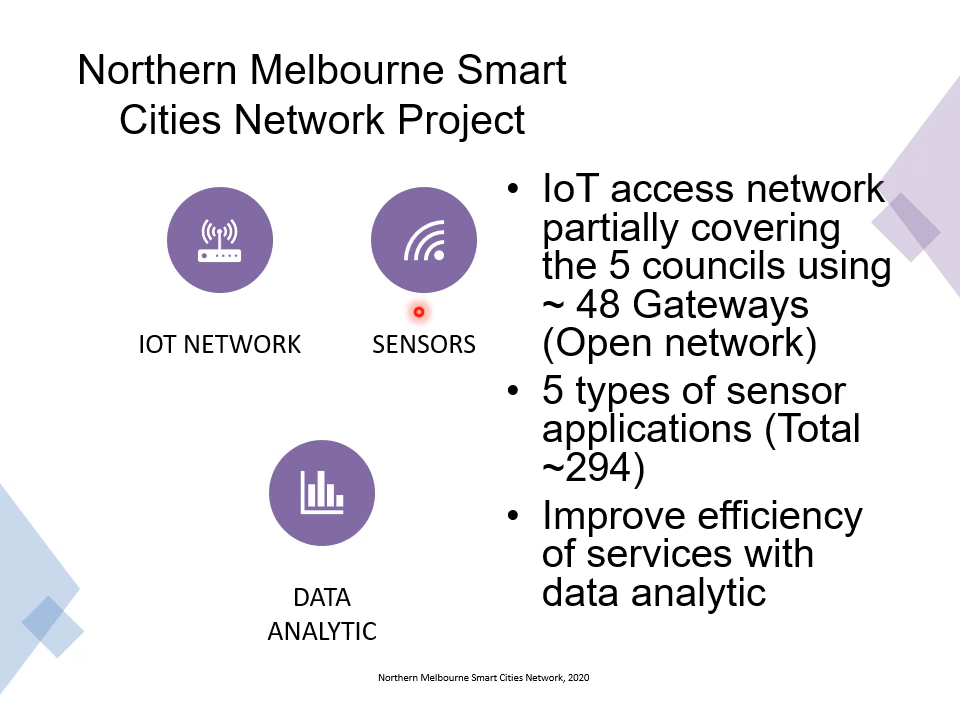 Northern Melbourne Smart
Cities Network Project
IOT NETWORK
SENSORS
DATA
ANALYTIC
• IoT access network
partially covering
the 5 councils using
~ 48 Gateways
(Open network)
• 5 types of sensor
applications (Total
~294)
• Improve efficiency
of services with
data analytic
Northern Melbourne Smart Cities Network, 2020